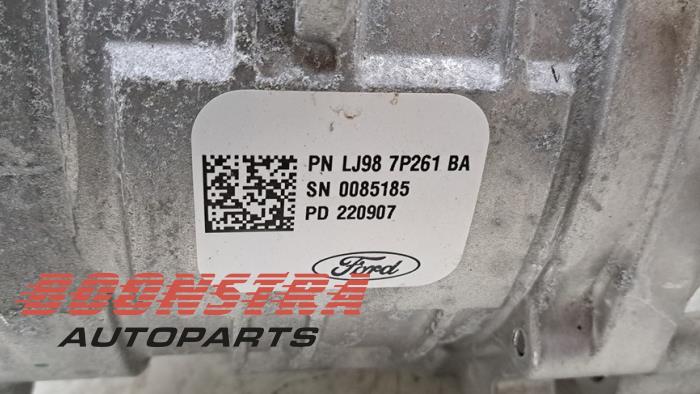 PN LJ98 7P261 BA
SN 0085185
PD 220907
Ford
BOONSTRA
AUTOPARTS